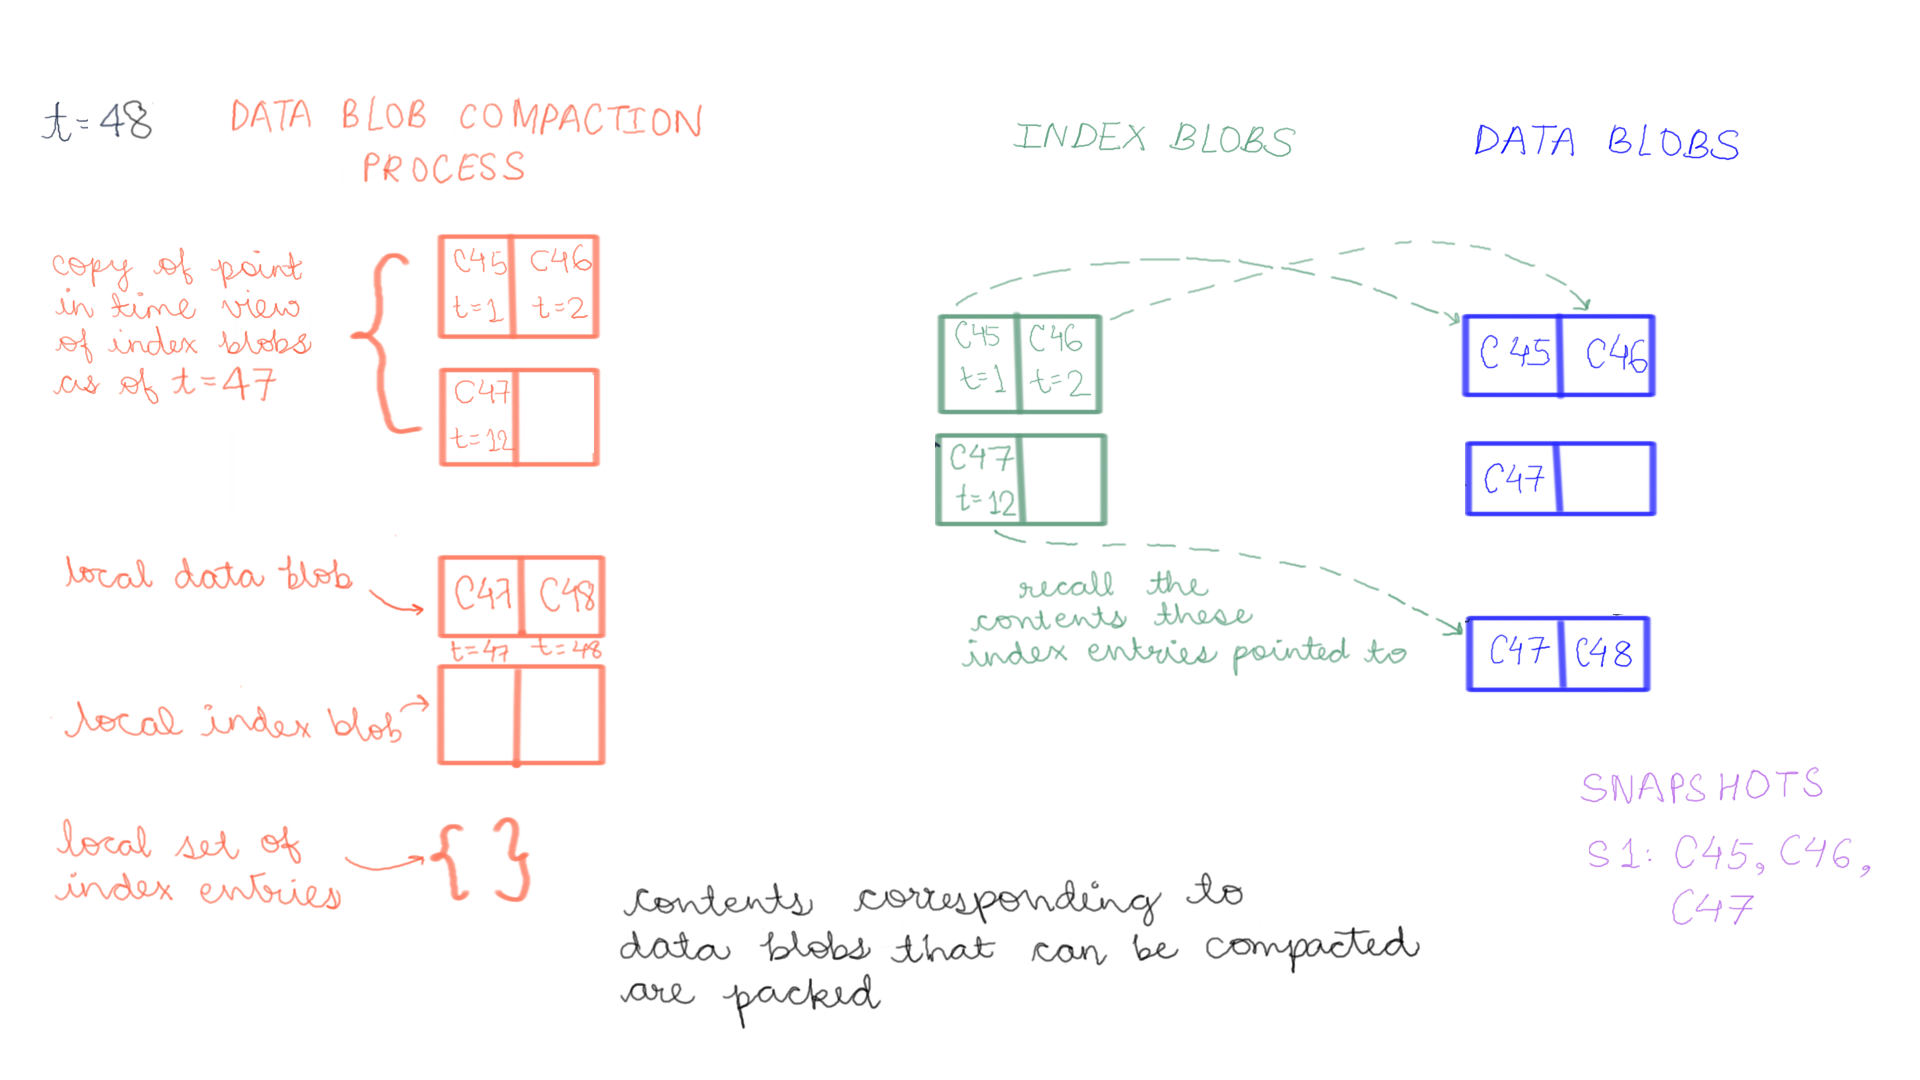 t=48
DATA BLOB COMPACTION
PROCESS
INDEX BLOBS
DATA BLOBS
copy of point
in time view
of index blobs
as of t=47
C45 C46
t=1 t=2
C47
t=12
C45 C46
t=1 t=2
C47
t=12
C45 C46
C47
local data blob
C47 C48
t=47 t=48
local index blob
recall the
contents these
index entries pointed to
C47 C48
local set of
index entries
{ }
contents corresponding to
data blobs that can be compacted
are packed
SNAPSHOTS
S1: C45, C46,
C47